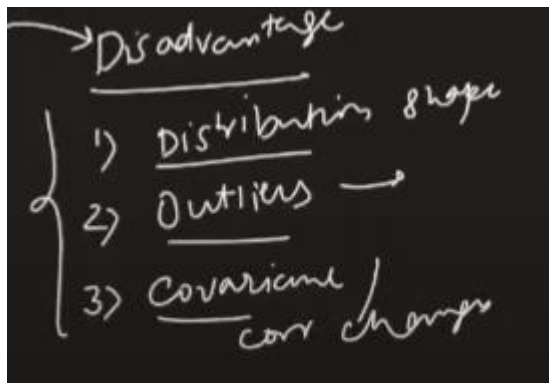 Disadvantage
1) Distribution shape
2) Outliers →
3) Covariance /
corr changes